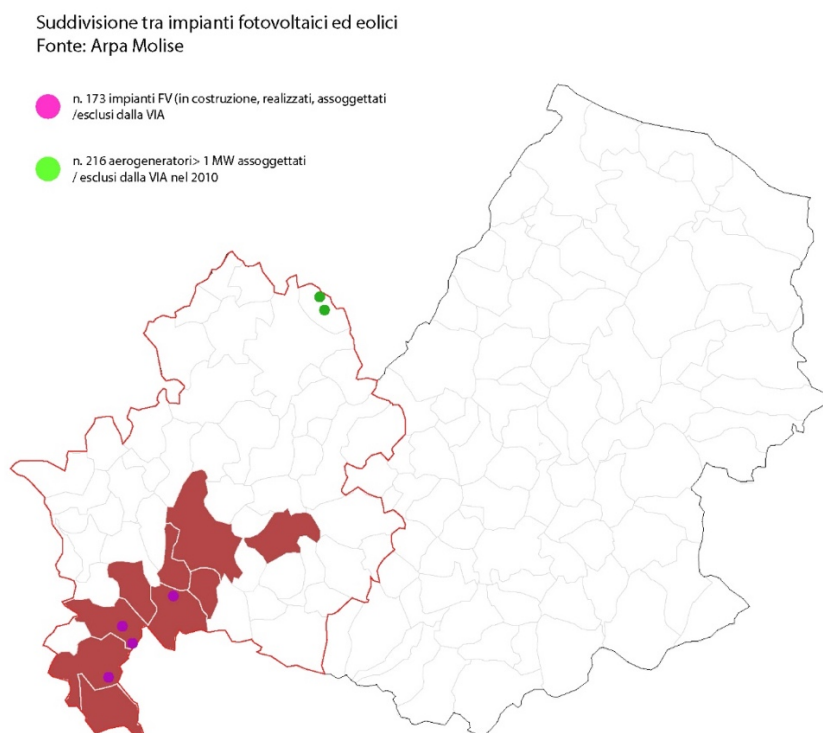 Suddivisione tra impianti fotovoltaici ed eolici
Fonte: Arpa Molise
n. 173 impianti FV (in costruzione, realizzati, assoggettati
/esclusi dalla VIA
n. 216 aerogeneratori> 1 MW assoggettati
/ esclusi dalla VIA nel 2010